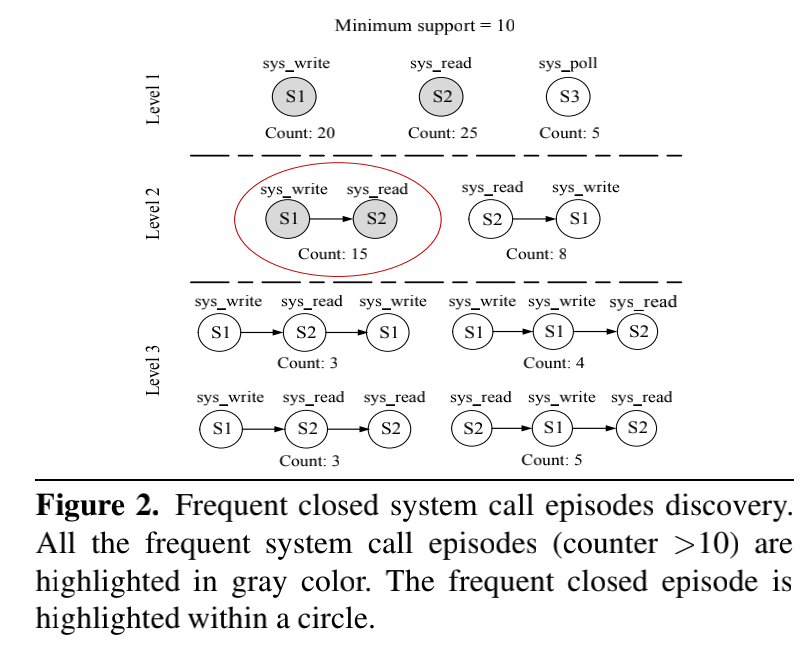 Minimum support = 10
Level 1
sys_write sys_read sys_poll
S1 S2 S3
Count: 20 Count: 25 Count: 5
Level 2
sys_write sys_read sys_read sys_write
S1 S2 S2 S1
Count: 15 Count: 8
Level 3
sys_write sys_read sys_write sys_write sys_write sys_read
S1 S2 S1 S1 S1 S2
Count: 3 Count: 4
sys_write sys_read sys_read sys_read sys_write sys_read
S1 S2 S2 S2 S1 S2
Count: 3 Count: 5
Figure 2. Frequent closed system call episodes discovery.
All the frequent system call episodes (counter >10) are
highlighted in gray color. The frequent closed episode is
highlighted within a circle.